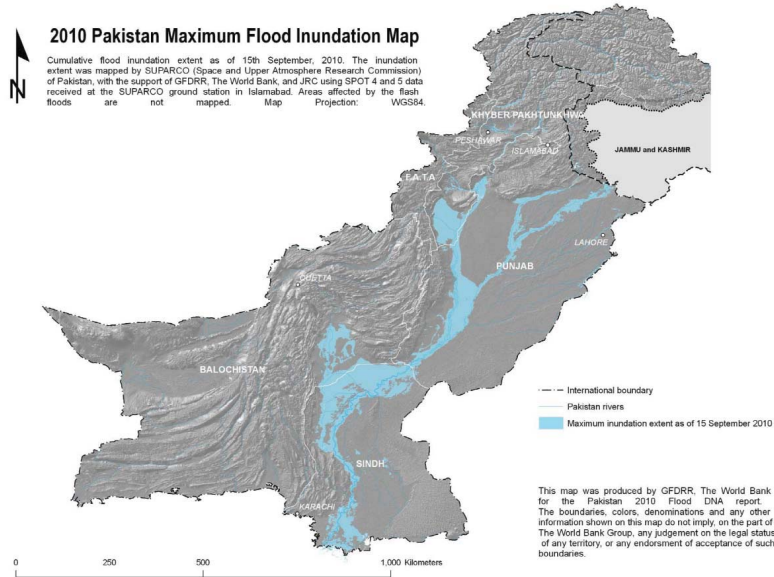 2010 Pakistan Maximum Flood Inundation Map
Cumulative flood inundation extent as of 15th September, 2010. The inundation
extent was mapped by SUPARCO (Space and Upper Atmosphere Research Commission)
of Pakistan, with the support of GFDRR, The World Bank, and JRC using SPOT 4 and 5 data
received at the SUPARCO ground station in Islamabad. Areas affected by the flash
floods are not mapped. Map Projection: WGS84.
N
KHYBER PAKHTUNKHWA
PESHAWAR
ISLAMABAD
JAMMU and KASHMIR
F.A.T.A
LAHORE
PUNJAB
QUETTA
BALOCHISTAN
SINDH
KARACHI
International boundary
Pakistan rivers
Maximum inundation extent as of 15 September 2010
This map was produced by GFDRR, The World Bank
for the Pakistan 2010 Flood DNA report.
The boundaries, colors, denominations and any other
information shown on this map do not imply, on the part of
The World Bank Group, any judgement on the legal status
of any territory, or any endorsement of acceptance of such
boundaries.
0 250 500 1,000 Kilometers